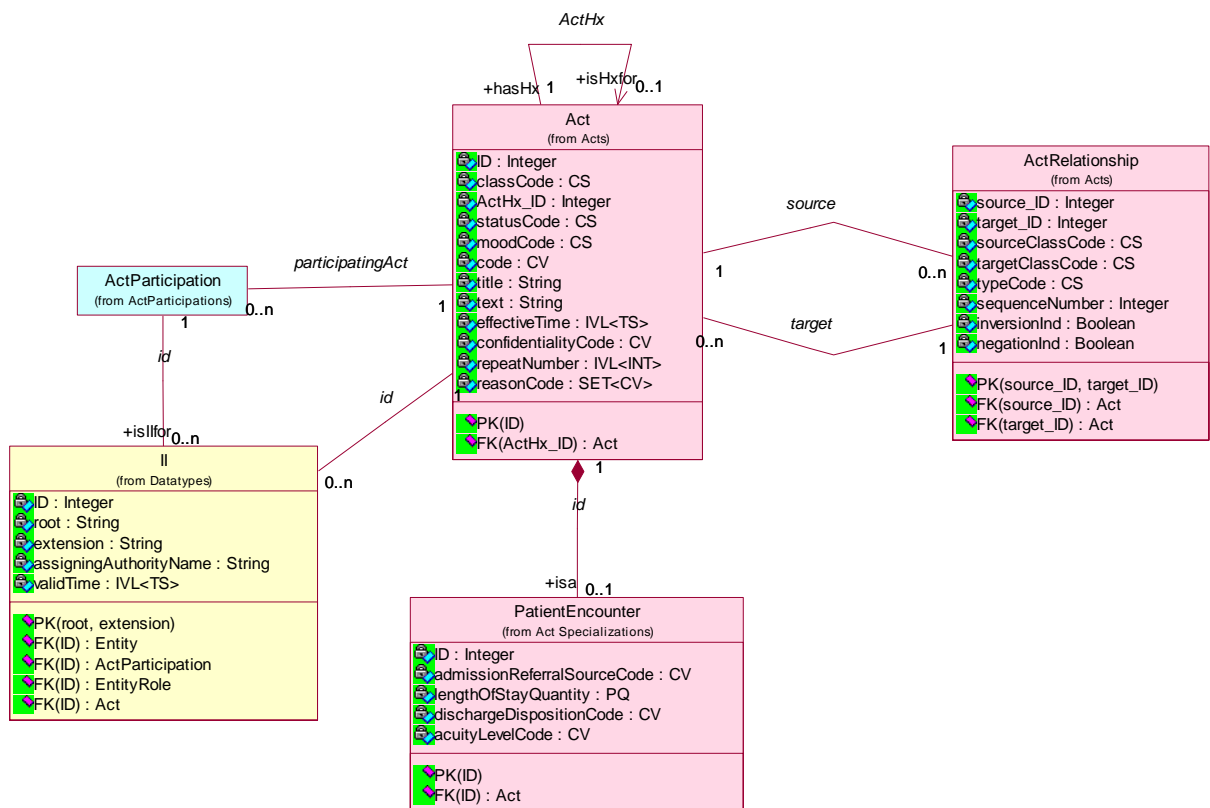 ActHx
+hasHx 1
+isHxfor 0..1
Act
(from Acts)
ID : Integer
classCode : CS
ActHx_ID : Integer
statusCode : CS
moodCode : CS
code : CV
title : String
text : String
effectiveTime : IVL<TS>
confidentialityCode : CV
repeatNumber : IVL<INT>
reasonCode : SET<CV>
PK(ID)
FK(ActHx_ID) : Act
ActRelationship
(from Acts)
source_ID : Integer
target_ID : Integer
sourceClassCode : CS
targetClassCode : CS
typeCode : CS
sequenceNumber : Integer
inversionInd : Boolean
negationInd : Boolean
PK(source_ID, target_ID)
FK(source_ID) : Act
FK(target_ID) : Act
source
1
0..n
target
0..n
1
ActParticipation
(from ActParticipations)
participatingAct
0..n
1
1
id
+isIIfor 0..n
id
1
0..n
II
(from Datatypes)
ID : Integer
root : String
extension : String
assigningAuthorityName : String
validTime : IVL<TS>
PK(root, extension)
FK(ID) : Entity
FK(ID) : ActParticipation
FK(ID) : EntityRole
FK(ID) : Act
1
id
+isa 0..1
PatientEncounter
(from Act Specializations)
ID : Integer
admissionReferralSourceCode : CV
lengthOfStayQuantity : PQ
dischargeDispositionCode : CV
acuityLevelCode : CV
PK(ID)
FK(ID) : Act